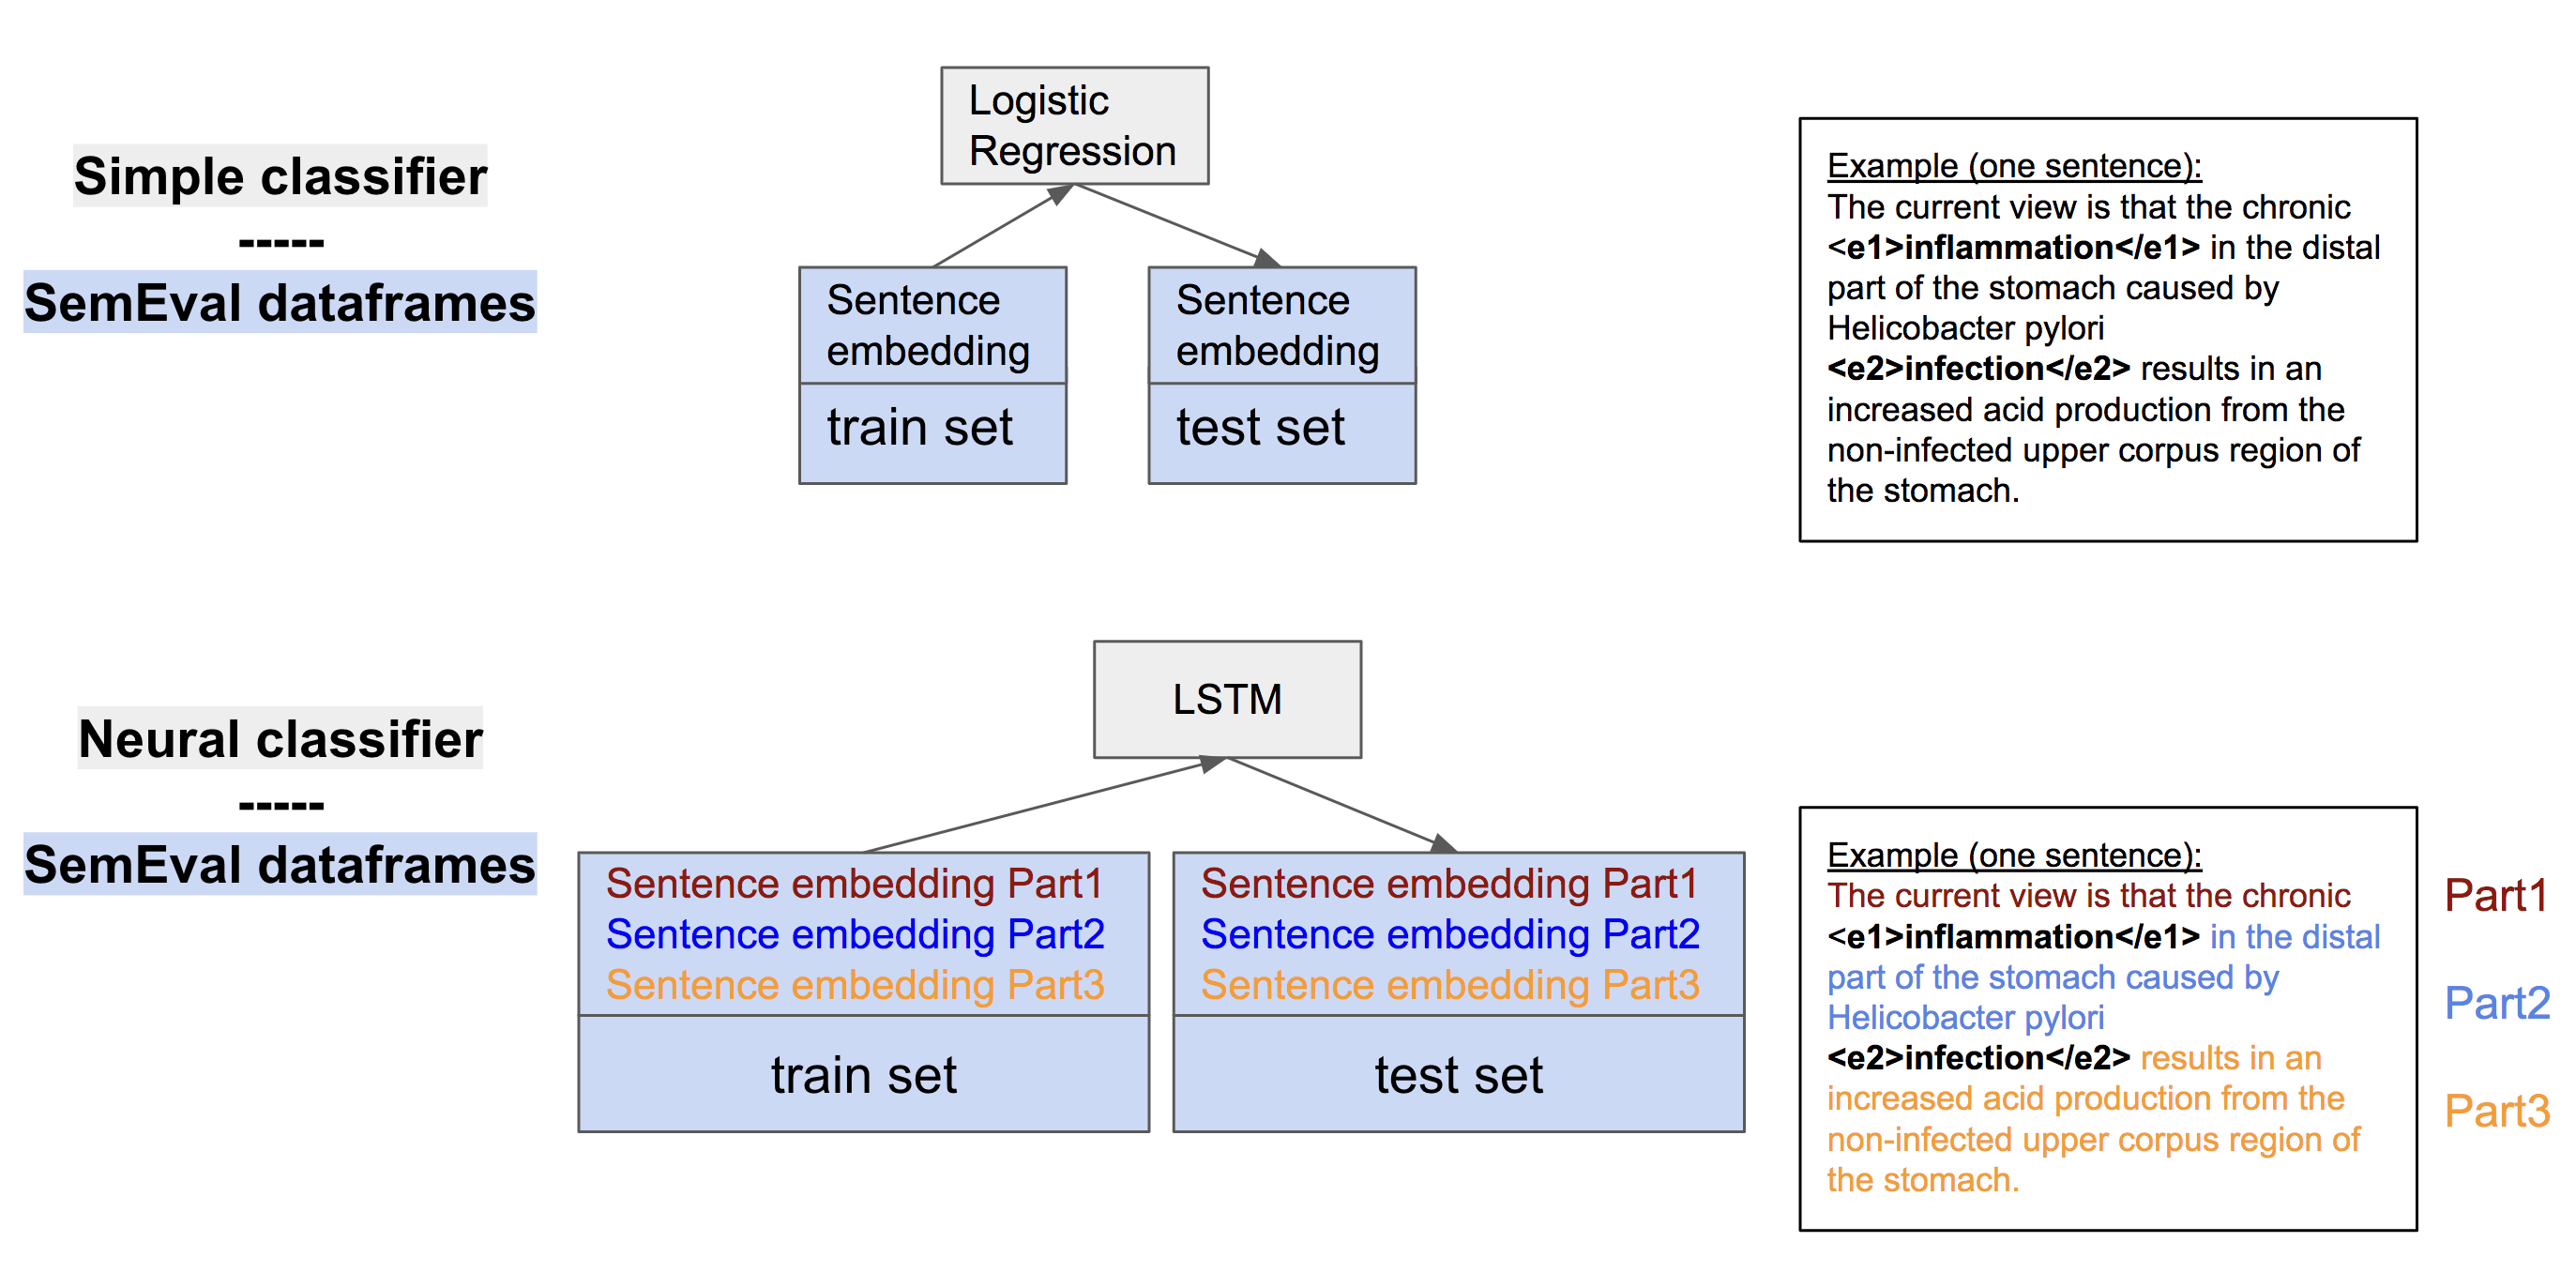 Simple classifier
-----
SemEval dataframes
Logistic
Regression
Sentence
embedding
train set
Sentence
embedding
test set
Example (one sentence):
The current view is that the chronic
<e1>inflammation</e1> in the distal
part of the stomach caused by
Helicobacter pylori
<e2>infection</e2> results in an
increased acid production from the
non-infected upper corpus region of
the stomach.
Neural classifier
-----
SemEval dataframes
LSTM
Sentence embedding Part1
Sentence embedding Part2
Sentence embedding Part3
train set
Sentence embedding Part1
Sentence embedding Part2
Sentence embedding Part3
test set
Example (one sentence):
The current view is that the chronic
<e1>inflammation</e1> in the distal
part of the stomach caused by
Helicobacter pylori
<e2>infection</e2> results in an
increased acid production from the
non-infected upper corpus region of
the stomach.
Part1
Part2
Part3